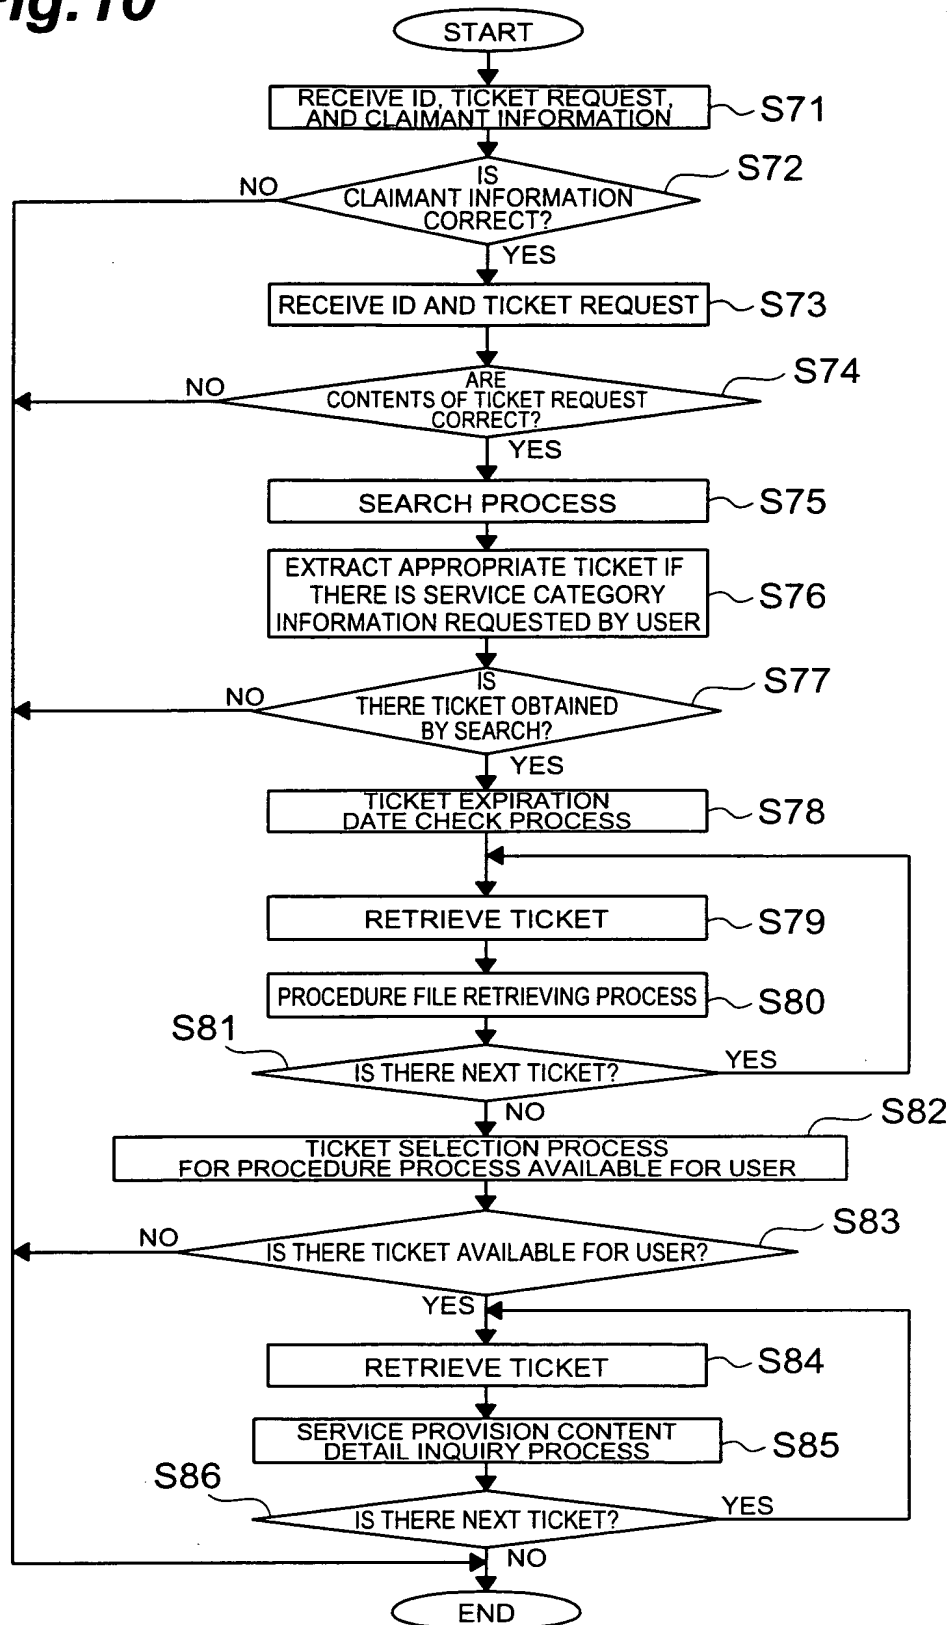 Fig.10
START
RECEIVE ID, TICKET REQUEST,
AND CLAIMANT INFORMATION
S71
IS
CLAIMANT INFORMATION
CORRECT?
S72
NO
YES
RECEIVE ID AND TICKET REQUEST
S73
ARE
CONTENTS OF TICKET REQUEST
CORRECT?
S74
NO
YES
SEARCH PROCESS
S75
EXTRACT APPROPRIATE TICKET IF
THERE IS SERVICE CATEGORY
INFORMATION REQUESTED BY USER
S76
IS
THERE TICKET OBTAINED
BY SEARCH?
S77
NO
YES
TICKET EXPIRATION
DATE CHECK PROCESS
S78
RETRIEVE TICKET
S79
PROCEDURE FILE RETRIEVING PROCESS
S80
S81
IS THERE NEXT TICKET?
YES
NO
S82
TICKET SELECTION PROCESS
FOR PROCEDURE PROCESS AVAILABLE FOR USER
S83
NO
IS THERE TICKET AVAILABLE FOR USER?
YES
RETRIEVE TICKET
S84
SERVICE PROVISION CONTENT
DETAIL INQUIRY PROCESS
S85
S86
IS THERE NEXT TICKET?
YES
NO
END